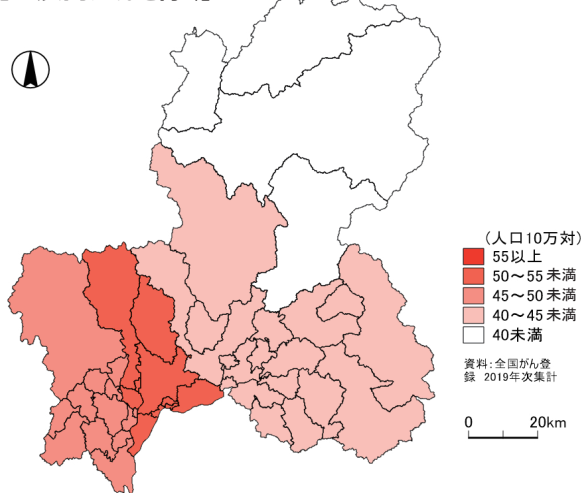 (人口10万対)
55以上
50～55未満
45～50未満
40～45未満
40未満
資料:全国がん登
録 2019年次集計
0 20km